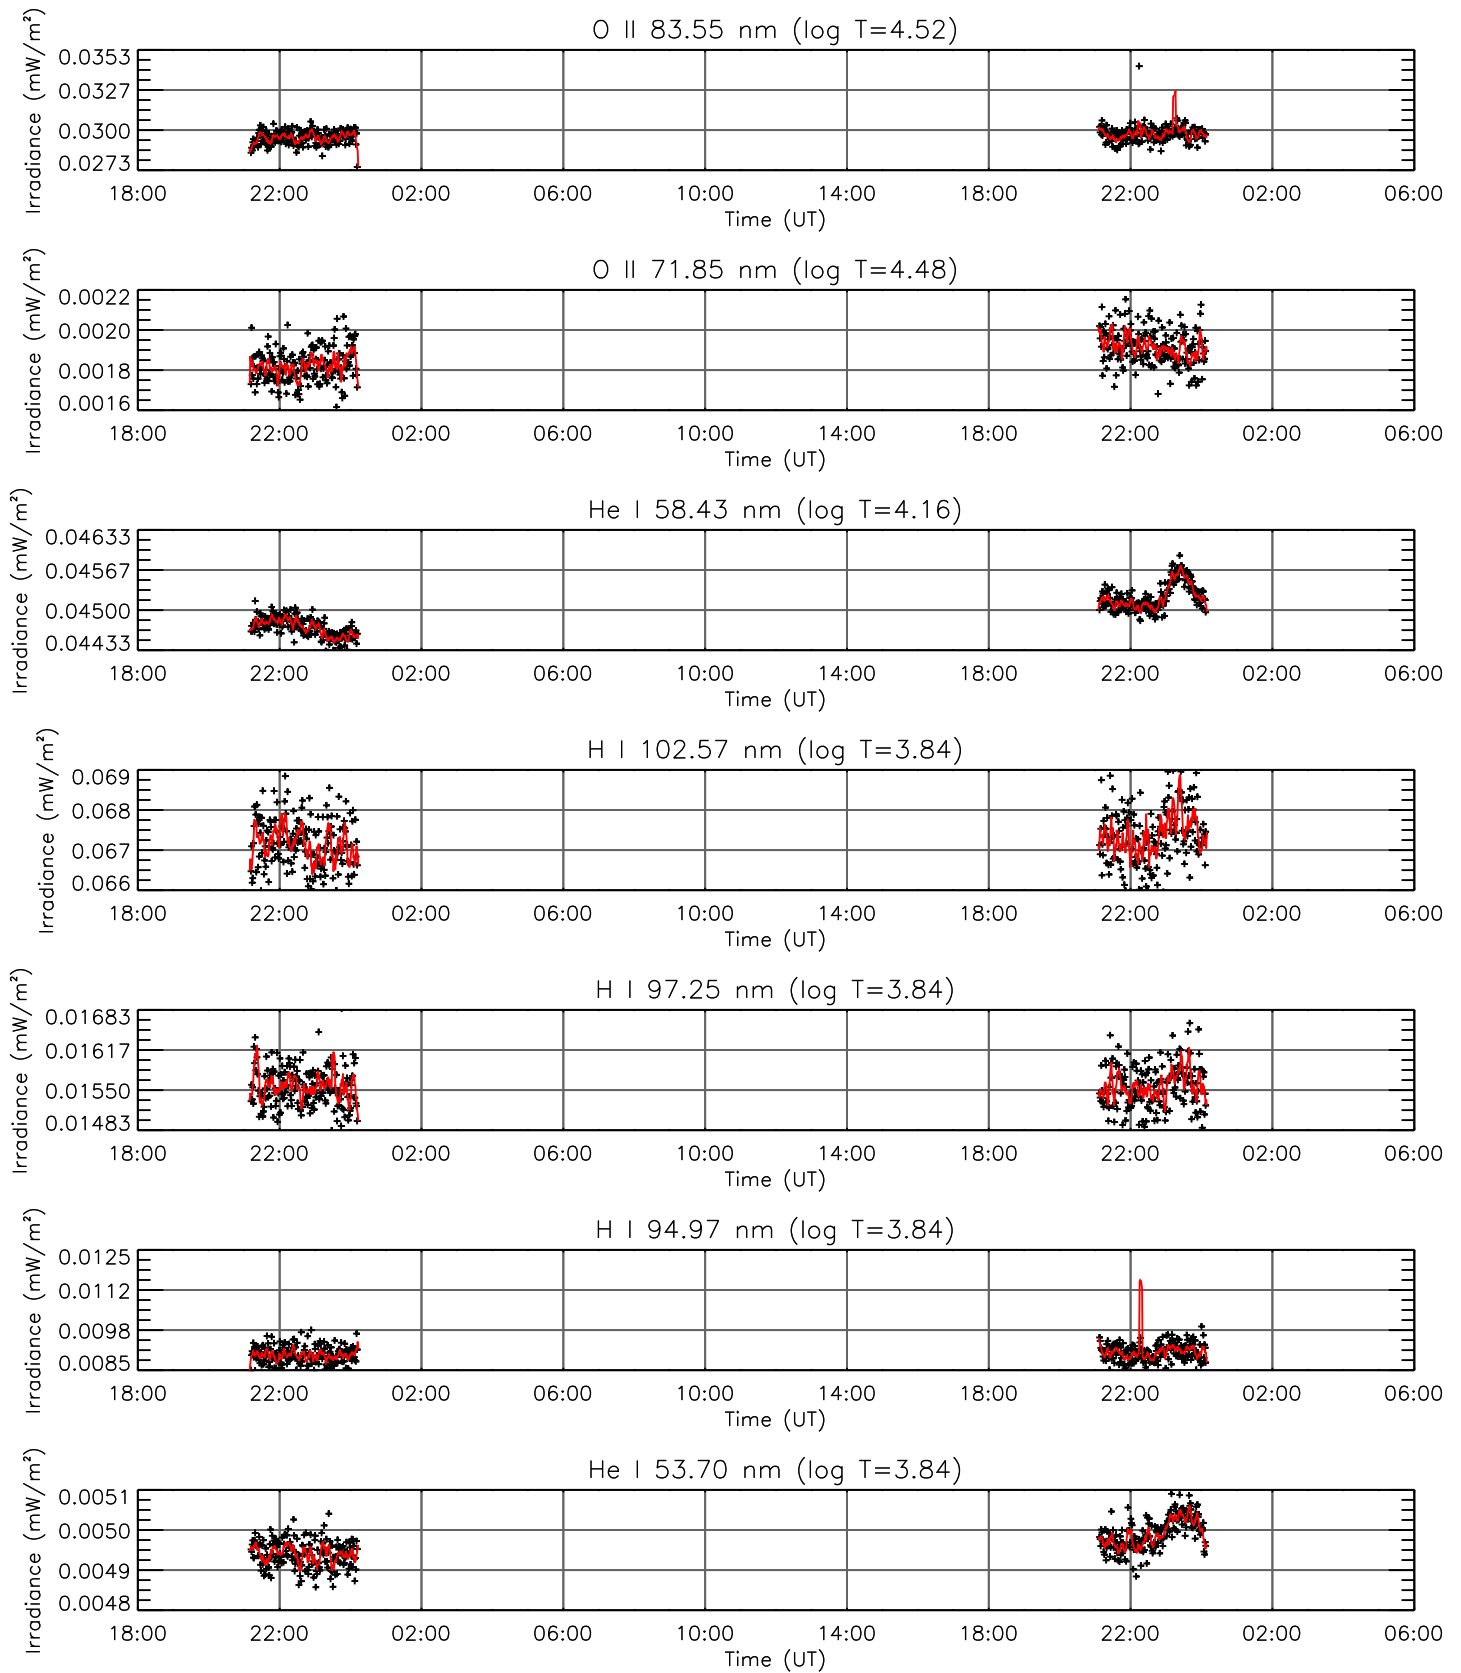 O II 83.55 nm (log T=4.52)
Irradiance (mW/m²)
0.0353
0.0327
0.0300
0.0273
18:00 22:00 02:00 06:00 10:00 14:00 18:00 22:00 02:00 06:00
Time (UT)
O II 71.85 nm (log T=4.48)
Irradiance (mW/m²)
0.0022
0.0020
0.0018
0.0016
18:00 22:00 02:00 06:00 10:00 14:00 18:00 22:00 02:00 06:00
Time (UT)
He I 58.43 nm (log T=4.16)
Irradiance (mW/m²)
0.04633
0.04567
0.04500
0.04433
18:00 22:00 02:00 06:00 10:00 14:00 18:00 22:00 02:00 06:00
Time (UT)
H I 102.57 nm (log T=3.84)
Irradiance (mW/m²)
0.069
0.068
0.067
0.066
18:00 22:00 02:00 06:00 10:00 14:00 18:00 22:00 02:00 06:00
Time (UT)
H I 97.25 nm (log T=3.84)
Irradiance (mW/m²)
0.01683
0.01617
0.01550
0.01483
18:00 22:00 02:00 06:00 10:00 14:00 18:00 22:00 02:00 06:00
Time (UT)
H I 94.97 nm (log T=3.84)
Irradiance (mW/m²)
0.0125
0.0112
0.0098
0.0085
18:00 22:00 02:00 06:00 10:00 14:00 18:00 22:00 02:00 06:00
Time (UT)
He I 53.70 nm (log T=3.84)
Irradiance (mW/m²)
0.0051
0.0050
0.0049
0.0048
18:00 22:00 02:00 06:00 10:00 14:00 18:00 22:00 02:00 06:00
Time (UT)